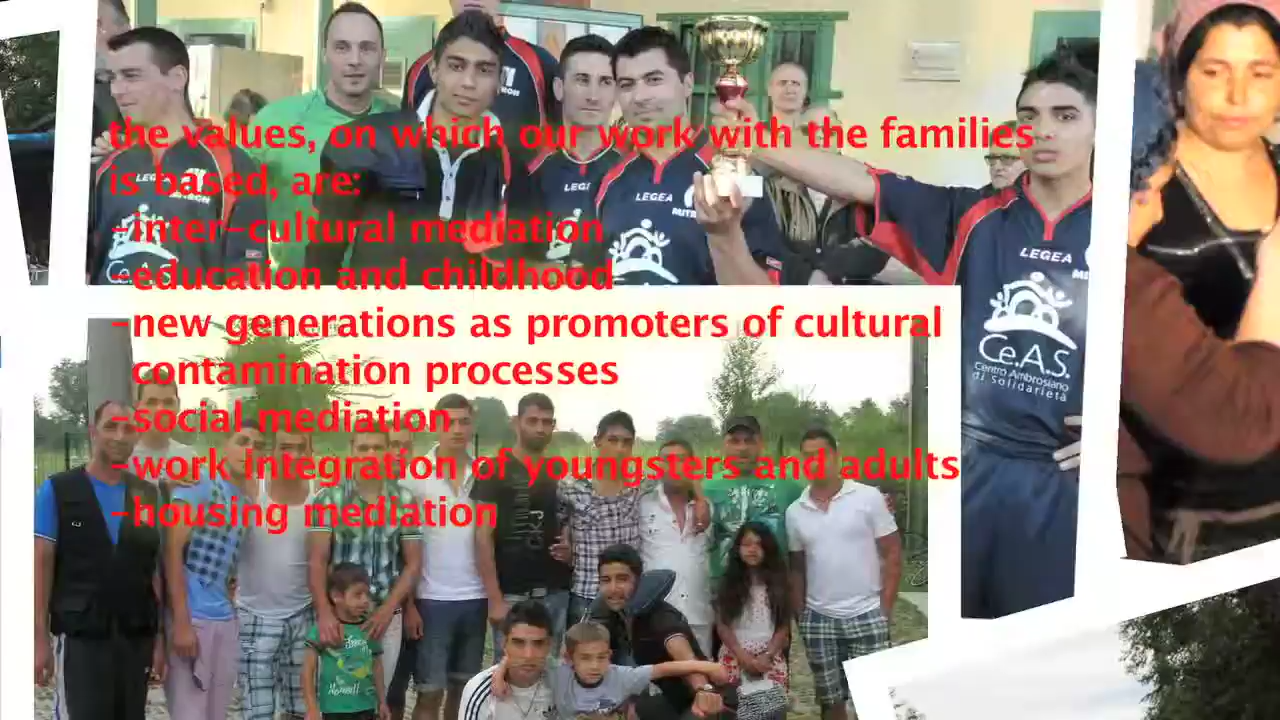 the values, on which our work with the families
is based, are:
-inter-cultural mediation
-education and childhood
-new generations as promoters of cultural
contamination processes
-social mediation
-work integration of youngsters and adults
-housing mediation
LEGEA
LEGEA
LEGEA
LEGEA
Ce.A.S.
Centro Ambrosiano
di Solidarietà